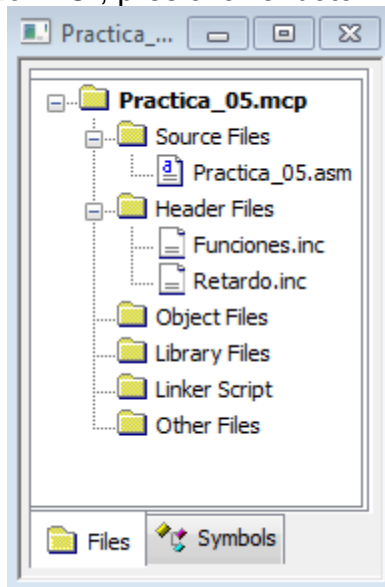 Practica_...
Practica_05.mcp
Source Files
Practica_05.asm
Header Files
Funciones.inc
Retardo.inc
Object Files
Library Files
Linker Script
Other Files
Files
Symbols